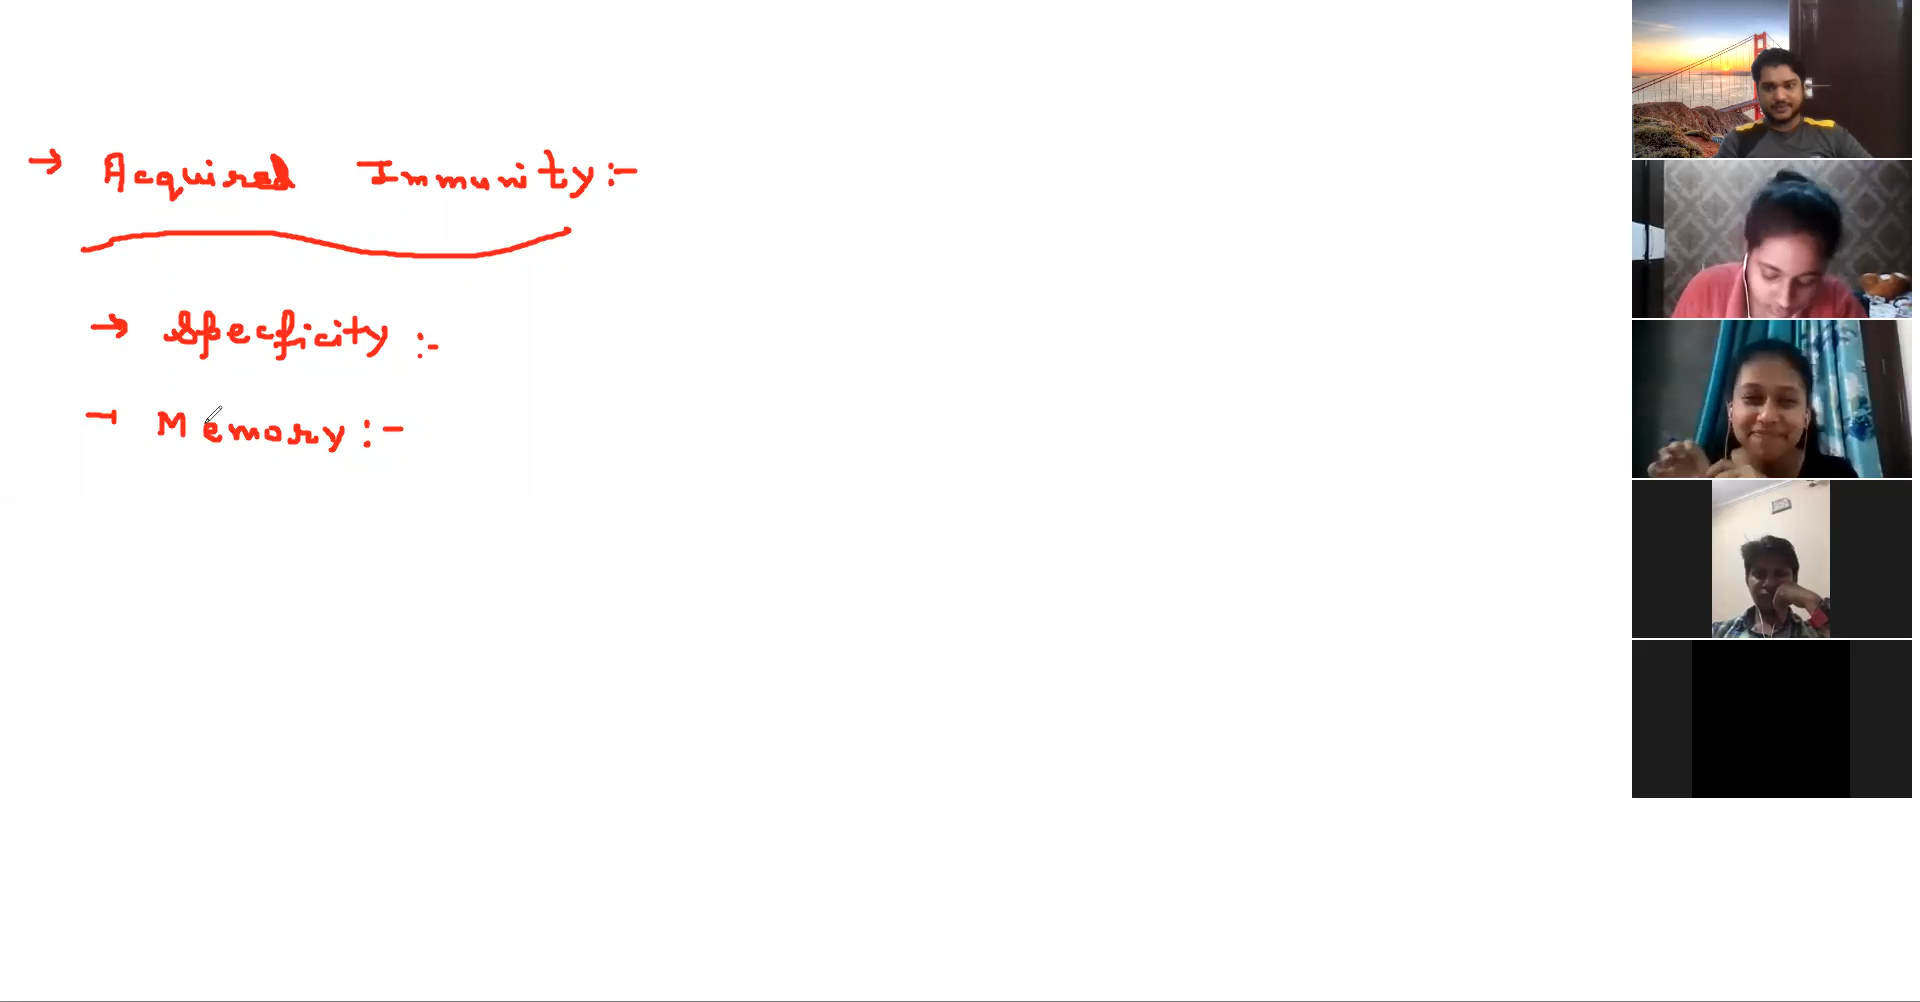 → Acquired Immunity:-
→ Specficity :-
→ Memory:-